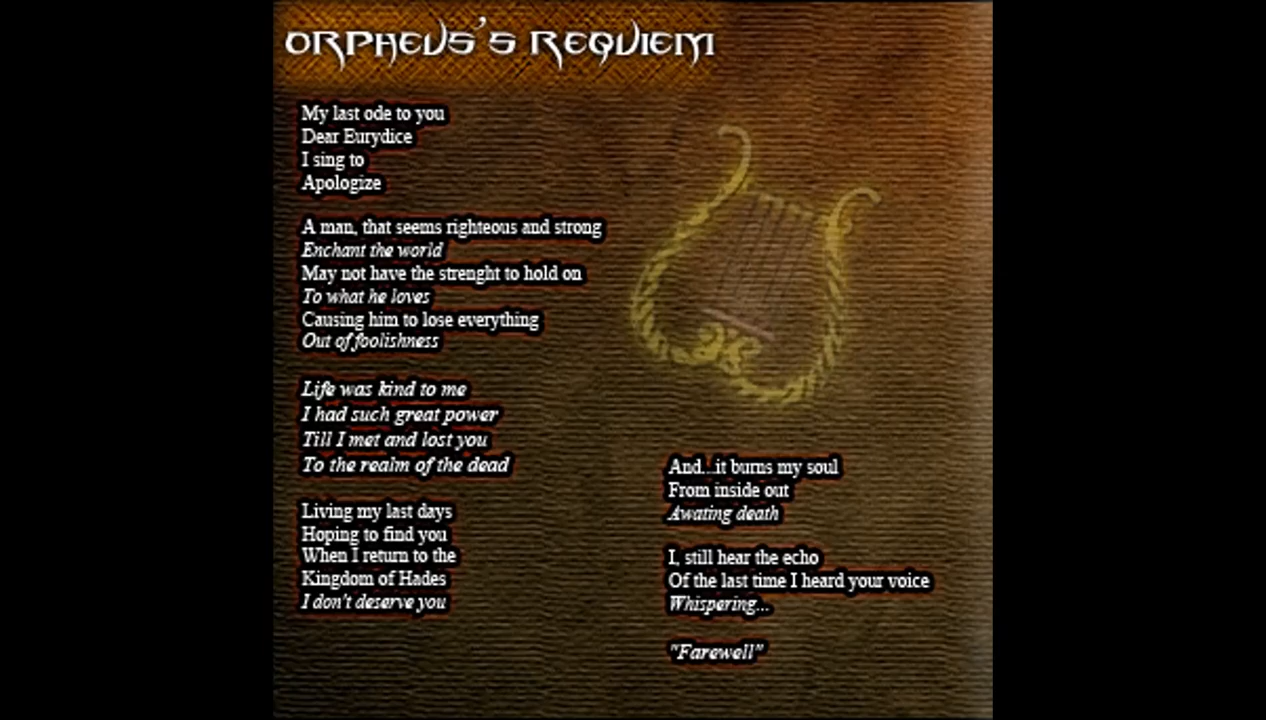 ORPHEUS'S REQUIEM
My last ode to you
Dear Eurydice
I sing to
Apologize
A man, that seems righteous and strong
Enchant the world
May not have the strenght to hold on
To what he loves
Causing him to lose everything
Out of foolishness
Life was kind to me
I had such great power
Till I met and lost you
To the realm of the dead
Living my last days
Hoping to find you
When I return to the
Kingdom of Hades
I don't deserve you
And...it burns my soul
From inside out
Awating death
I, still hear the echo
Of the last time I heard your voice
Whispering...
"Farewell"